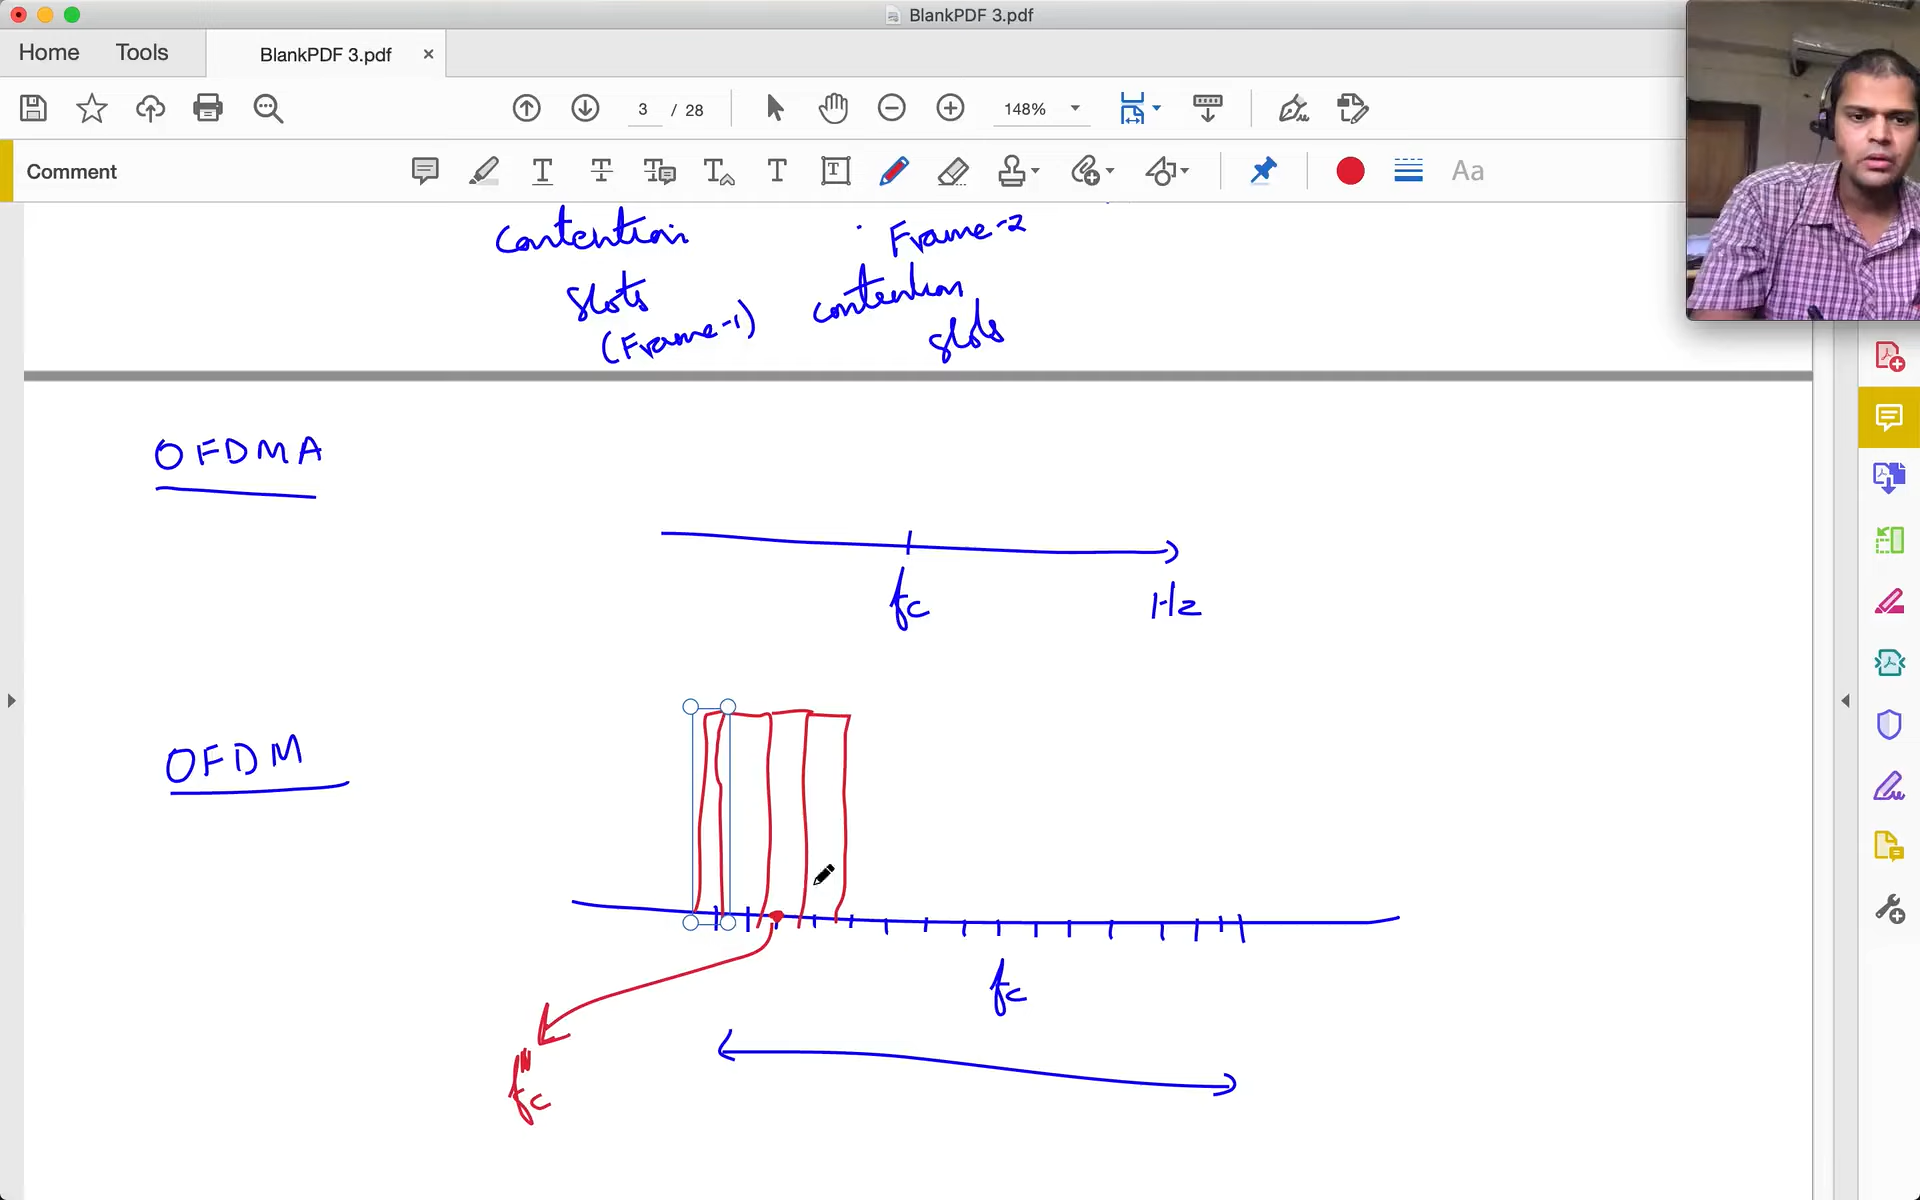 BlankPDF 3.pdf
Home Tools BlankPDF 3.pdf ×
3 / 28 148%
Comment T T T T T T Aa
Contention
slots
(Frame-1)
Frame-2
contention
slots
OFDMA
fc
Hz
OFDM
fc
fc'''